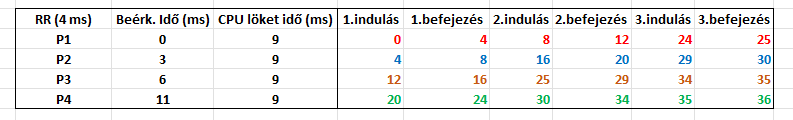 RR (4 ms) Beérk. Idő (ms) CPU löket idő (ms) 1.indulás 1.befejezés 2.indulás 2.befejezés 3.indulás 3.befejezés
P1 0 9 0 4 8 12 24 25
P2 3 9 4 8 16 20 29 30
P3 6 9 12 16 25 29 34 35
P4 11 9 20 24 30 34 35 36